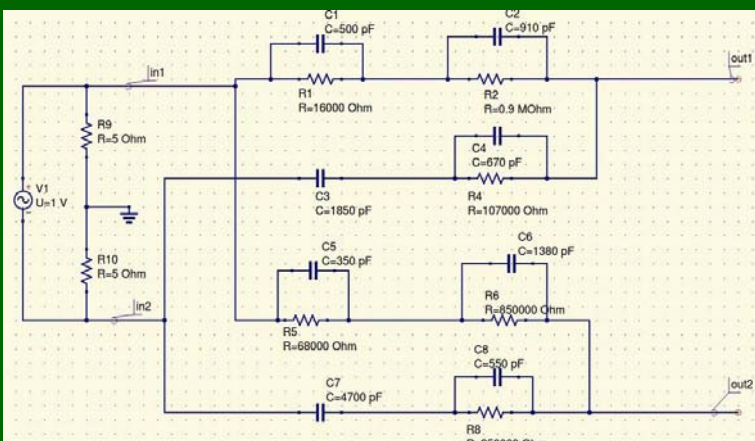 C1
C=500 pF
C2
C=910 pF
in1
out1
R1
R=16000 Ohm
R2
R=0.9 MOhm
R9
R=5 Ohm
C4
C=670 pF
V1
U=1 V
C3
C=1850 pF
R4
R=107000 Ohm
R10
R=5 Ohm
C5
C=350 pF
C6
C=1380 pF
in2
R5
R=68000 Ohm
R6
R=850000 Ohm
C7
C=4700 pF
C8
C=550 pF
out2
R8